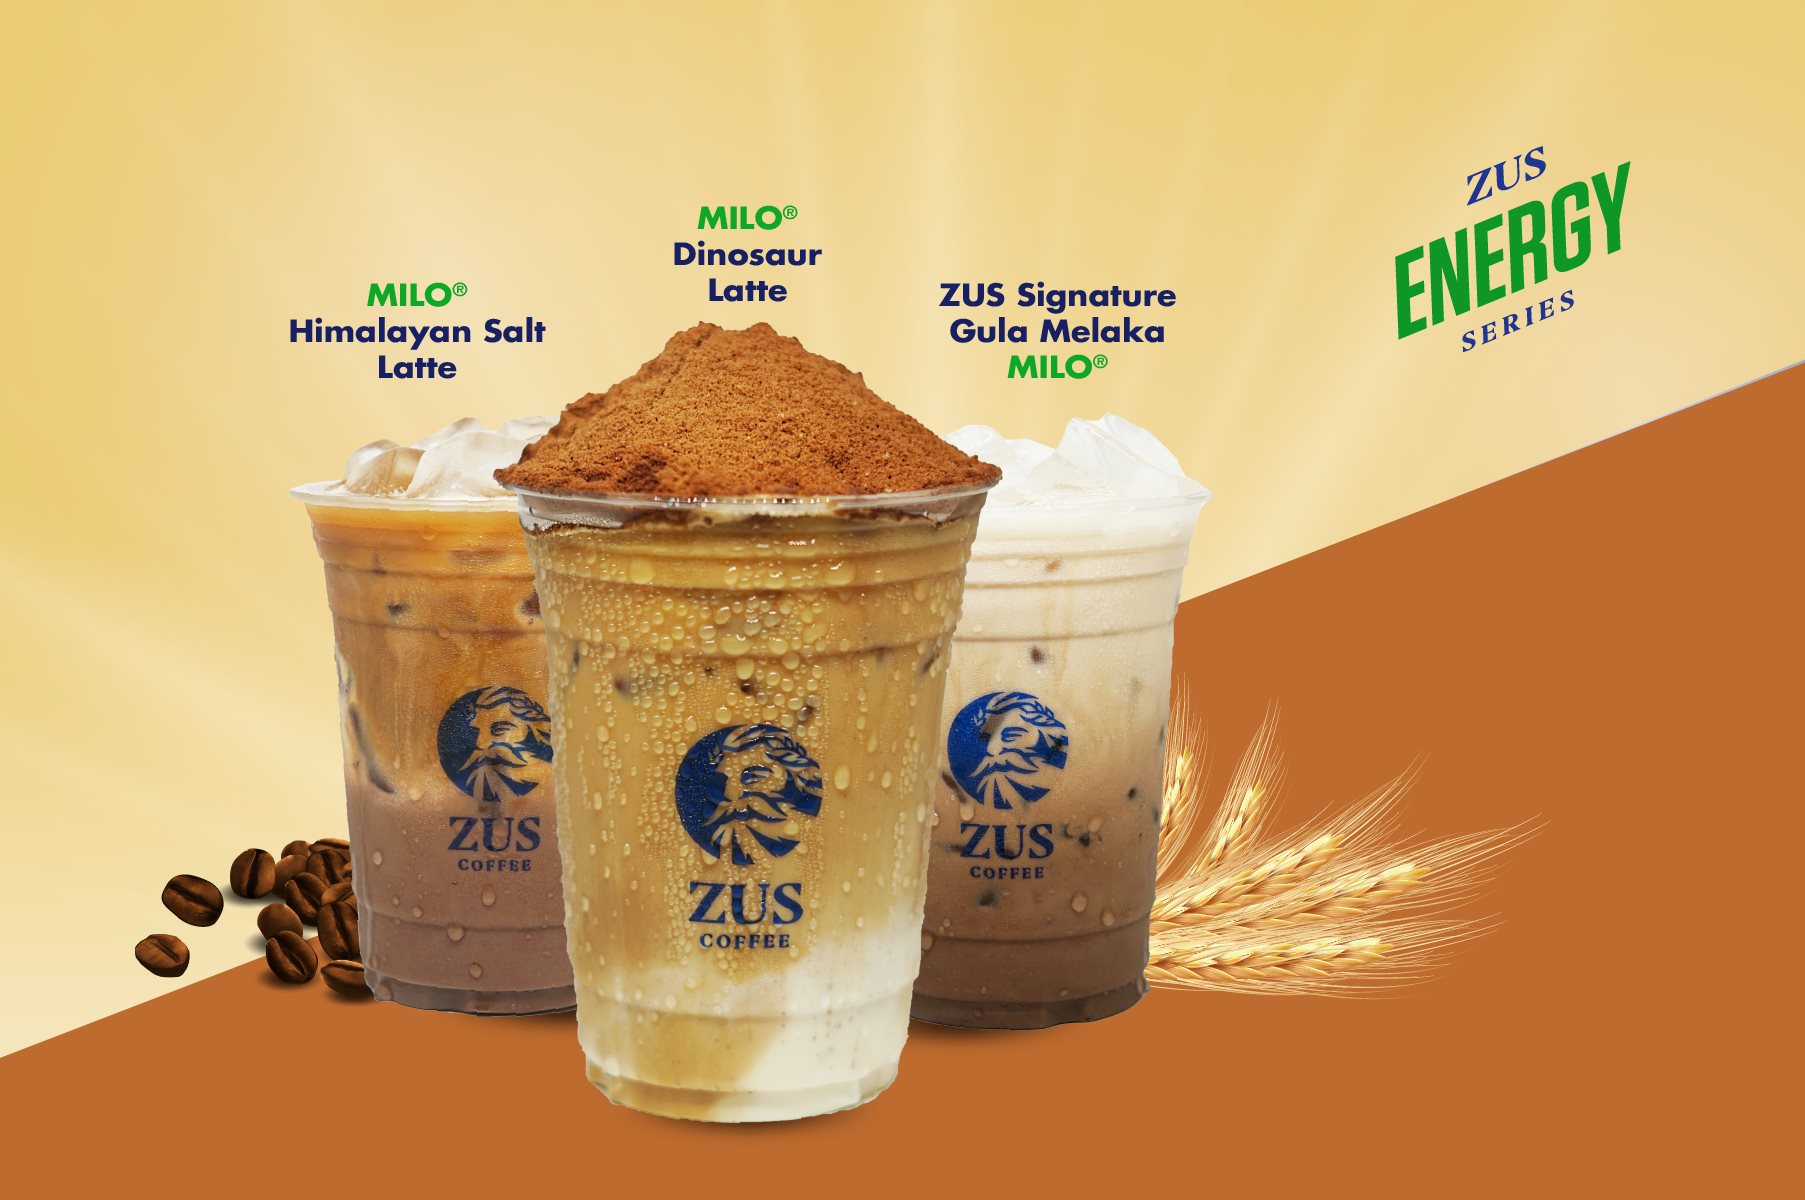 ZUS
ENERGY
SERIES
MILO®
Dinosaur
Latte
MILO®
Himalayan Salt
Latte
ZUS Signature
Gula Melaka
MILO®
ZUS
COFFEE
ZUS
COFFEE
ZUS
COFFEE